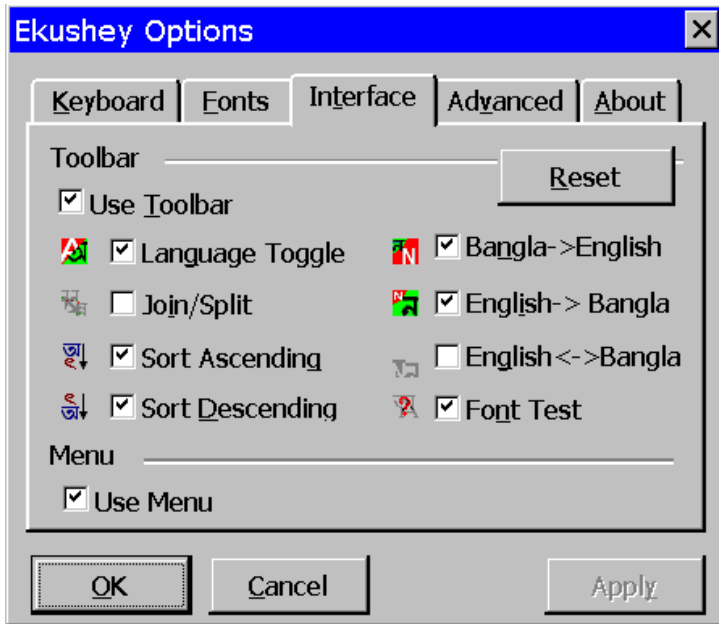 Ekushey Options
Keyboard Fonts Interface Advanced About
Toolbar Reset
Use Toolbar
Language Toggle Bangla->English
Join/Split English-> Bangla
Sort Ascending English<->Bangla
Sort Descending Font Test
Menu
Use Menu
OK Cancel Apply